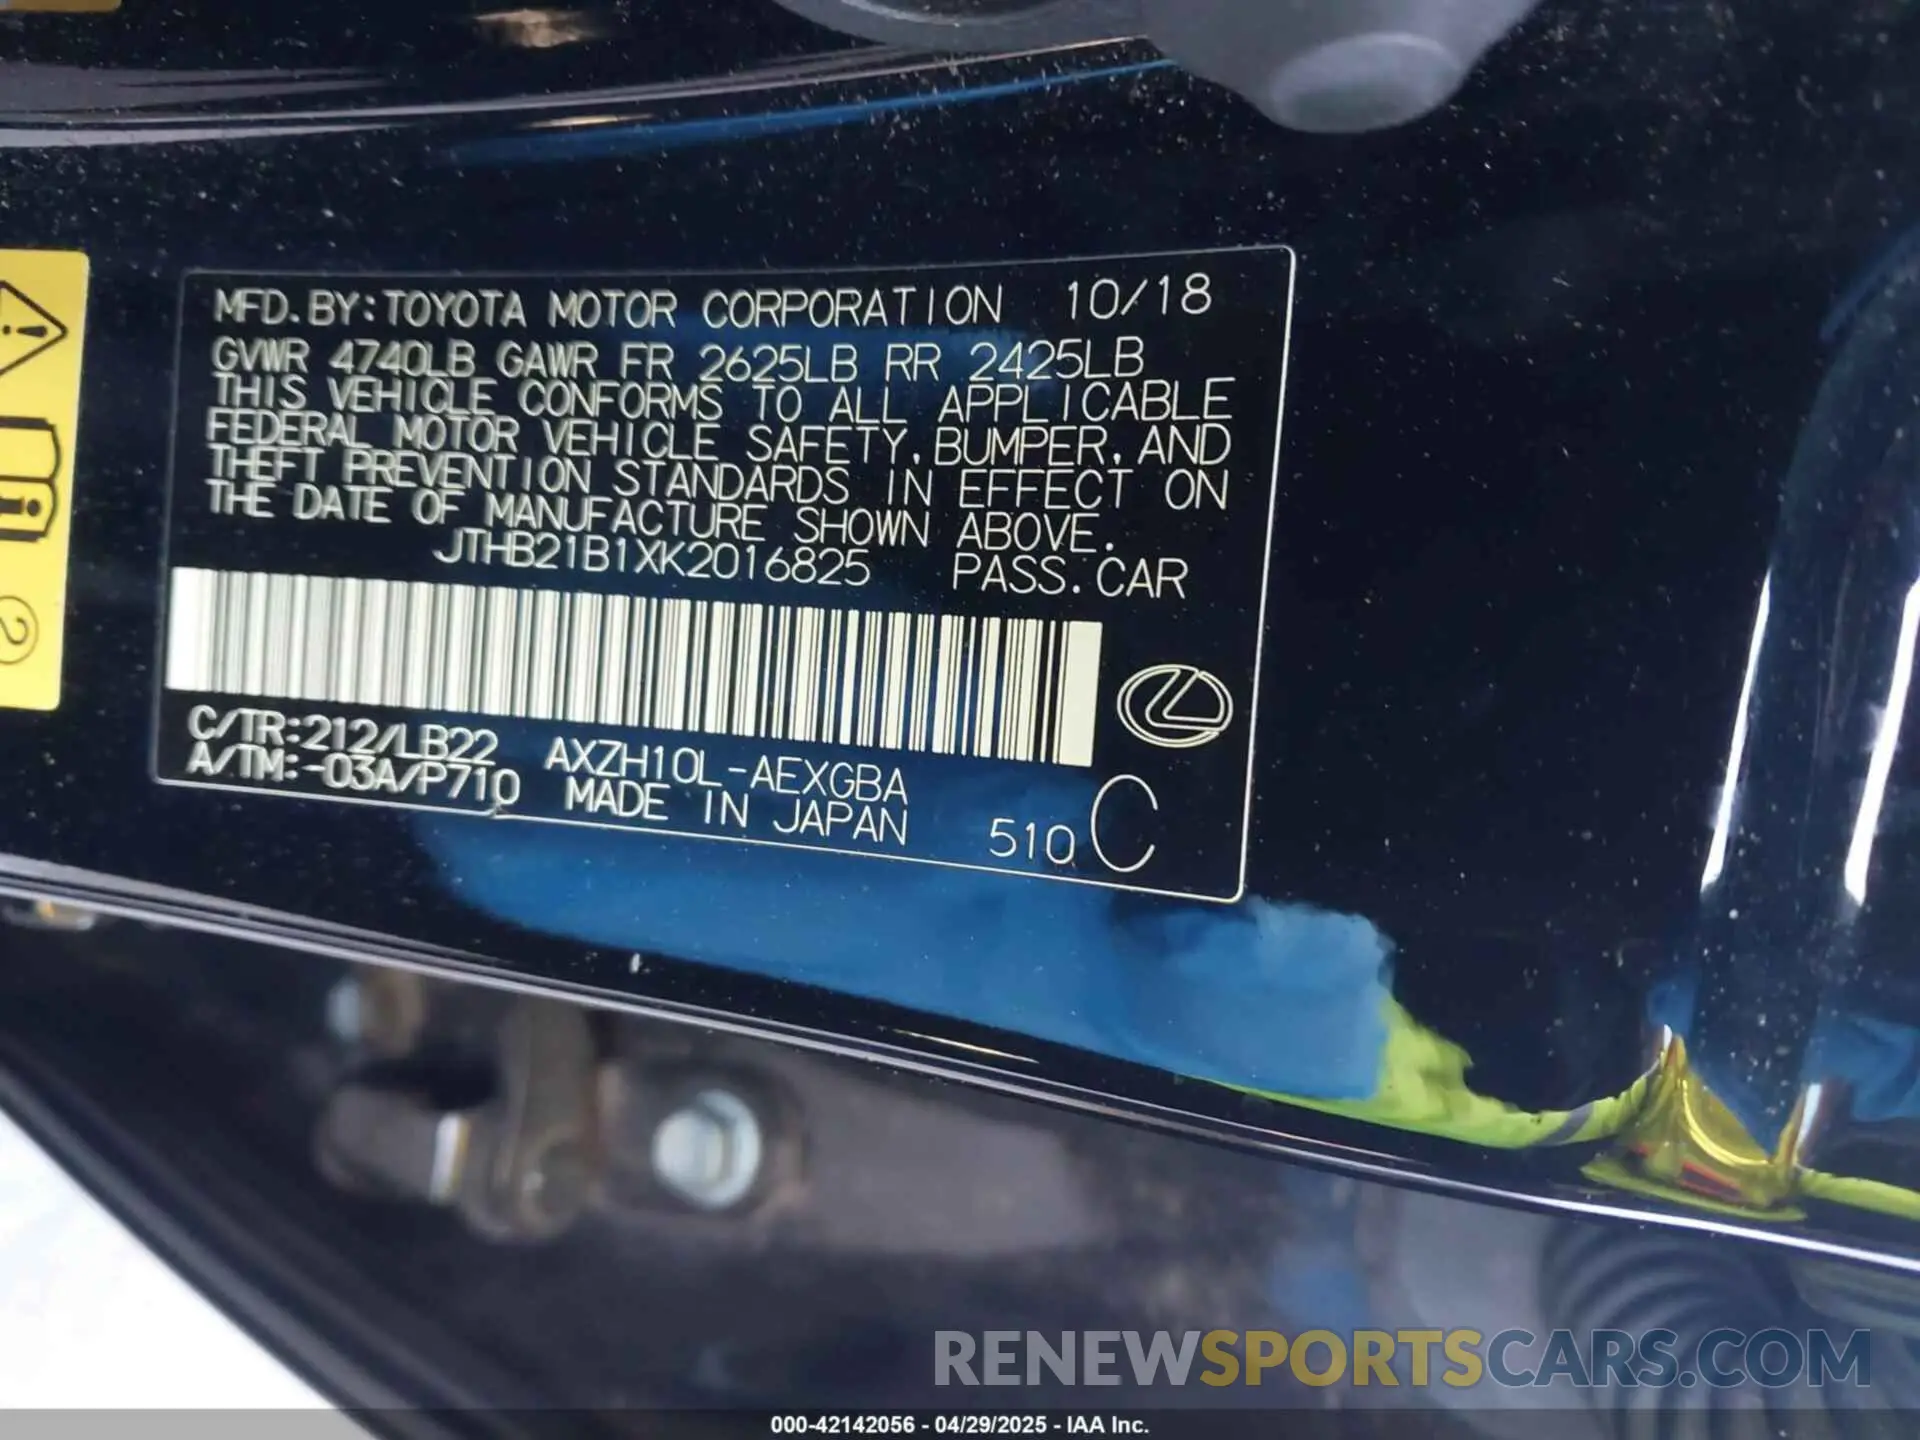 MFD. BY: TOYOTA MOTOR CORPORATION 10/18
GVWR 4740LB GAWR FR 2625LB RR 2425LB
THIS VEHICLE CONFORMS TO ALL APPLICABLE
FEDERAL MOTOR VEHICLE SAFETY, BUMPER, AND
THEFT PREVENTION STANDARDS IN EFFECT ON
THE DATE OF MANUFACTURE SHOWN ABOVE.
JTHB21B1XK2016825 PASS. CAR
C/TR:212/LB22 AXZH10L-AEXGBA
A/TM:-03A/P710 MADE IN JAPAN 510 C
2
RENEWSPORTSCARS.COM
000-42142056 - 04/29/2025 - IAA Inc.